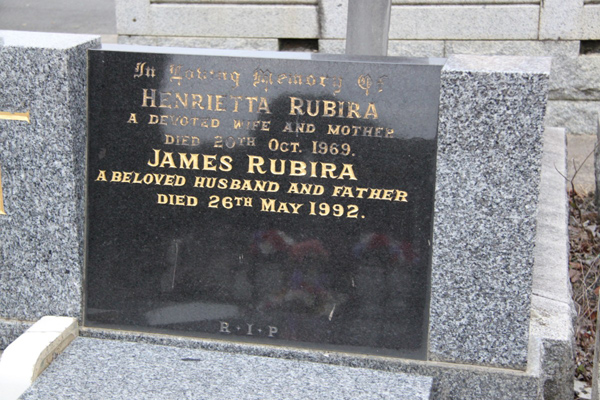 In Loving Memory Of
HENRIETTA RUBIRA
A DEVOTED WIFE AND MOTHER
DIED 20TH OCT. 1969.
JAMES RUBIRA
A BELOVED HUSBAND AND FATHER
DIED 26TH MAY 1992.
R·I·P